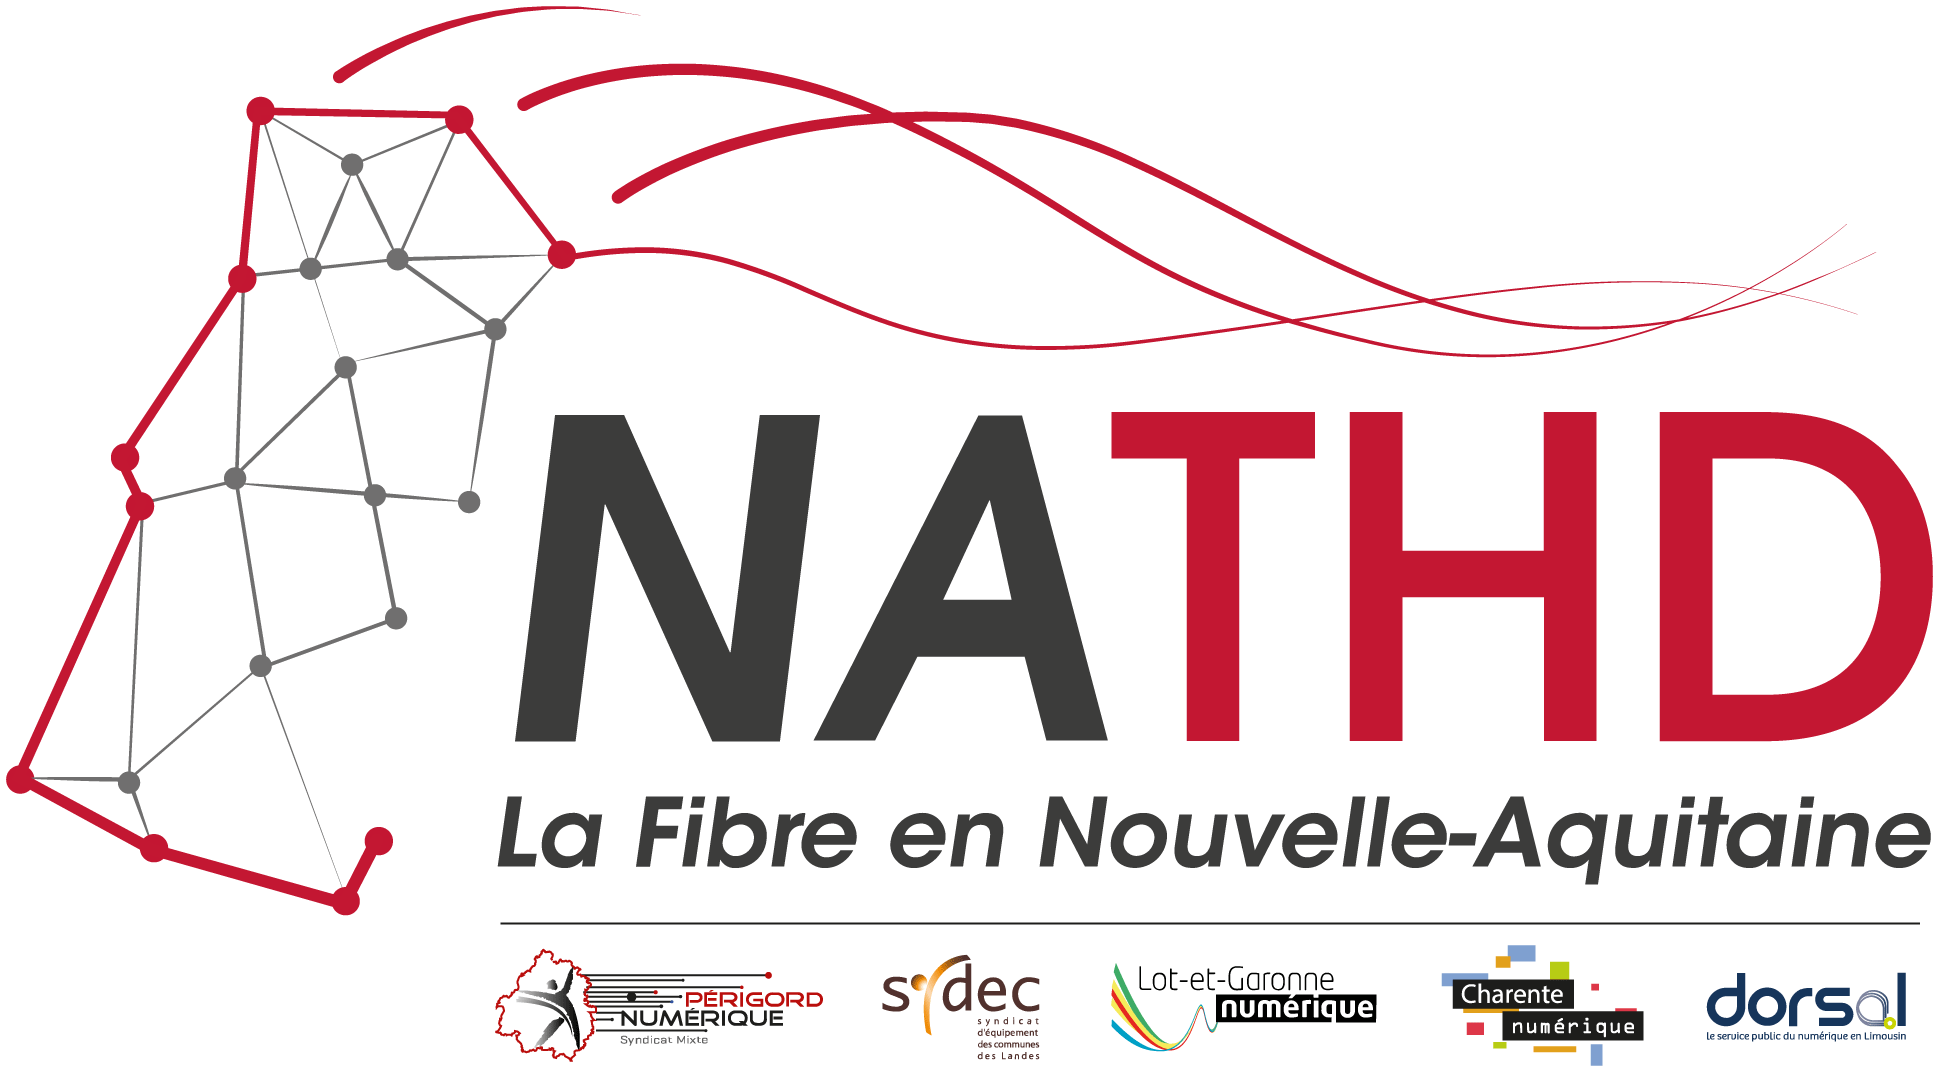 NATHD
La Fibre en Nouvelle-Aquitaine
PÉRIGORD
NUMÉRIQUE
Syndicat Mixte
sydec
syndicat
d'équipement
des communes
des Landes
Lot-et-Garonne
numérique
Charente
numérique
dorsal
le service public du numérique en Limousin